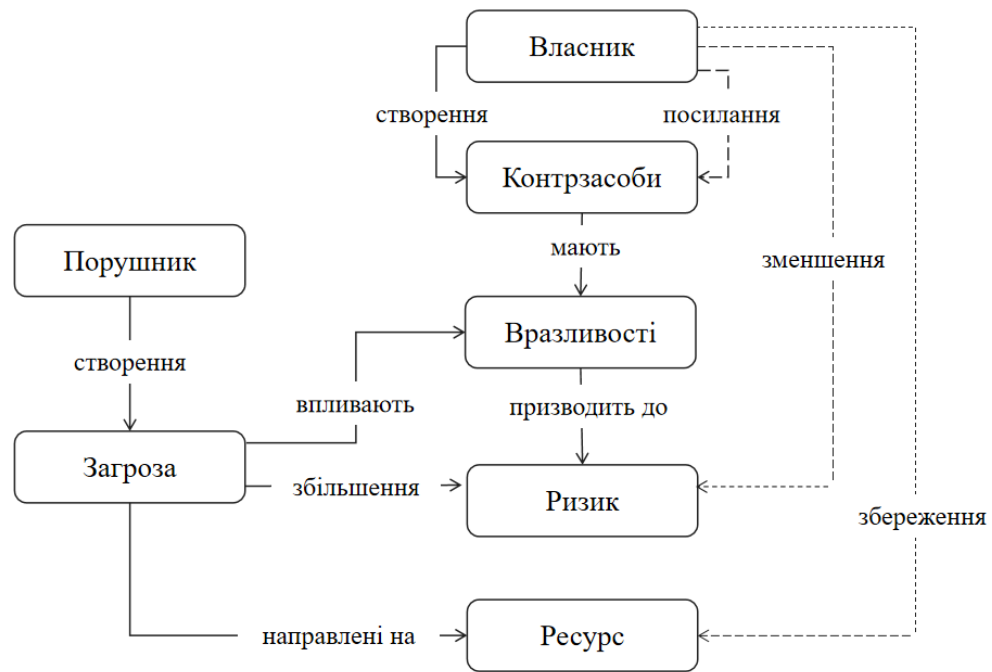 Власник
створення
посилання
Контрзасоби
мають
Порушник
зменшення
Вразливості
створення
впливають
призводить до
Загроза
збільшення
Ризик
збереження
направлені на
Ресурс